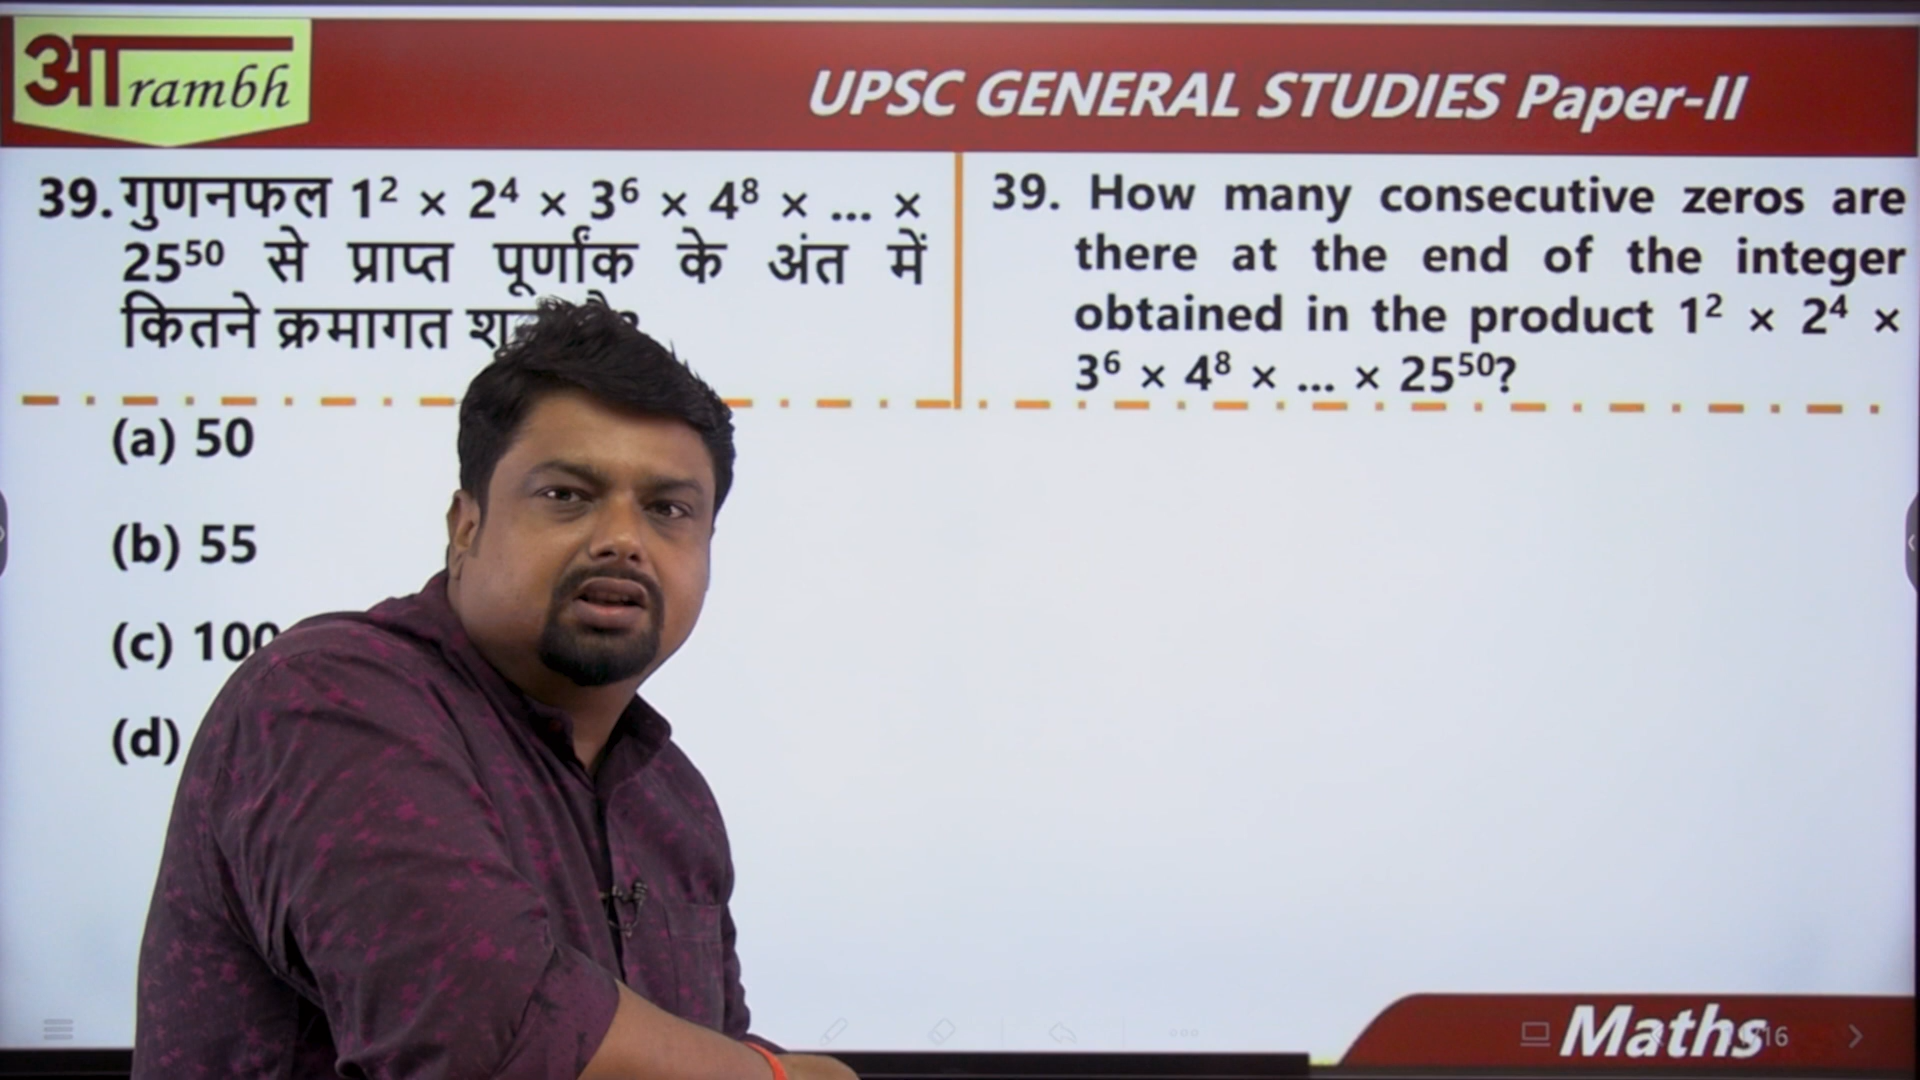 आrambh
UPSC GENERAL STUDIES Paper-II
39. गुणनफल 1² × 2⁴ × 3⁶ × 4⁸ × ... ×
25⁵⁰ से प्राप्त पूर्णांक के अंत में
कितने क्रमागत
39. How many consecutive zeros are
there at the end of the integer
obtained in the product 1² × 2⁴ ×
3⁶ × 4⁸ × ... × 25⁵⁰?
(a) 50
(b) 55
(c) 100
(d)
Maths